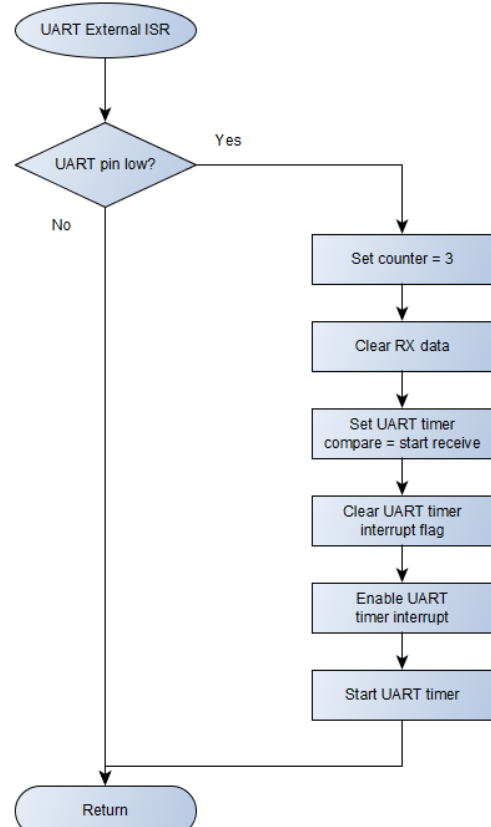 UART External ISR
UART pin low?
Yes
No
Set counter = 3
Clear RX data
Set UART timer
compare = start receive
Clear UART timer
interrupt flag
Enable UART
timer interrupt
Start UART timer
Return